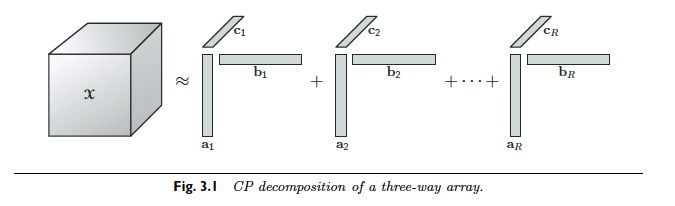 c₁ c₂ c_R
𝒳 ≈ b₁ + b₂ + ⋯ + b_R
a₁ a₂ a_R
Fig. 3.1 CP decomposition of a three-way array.